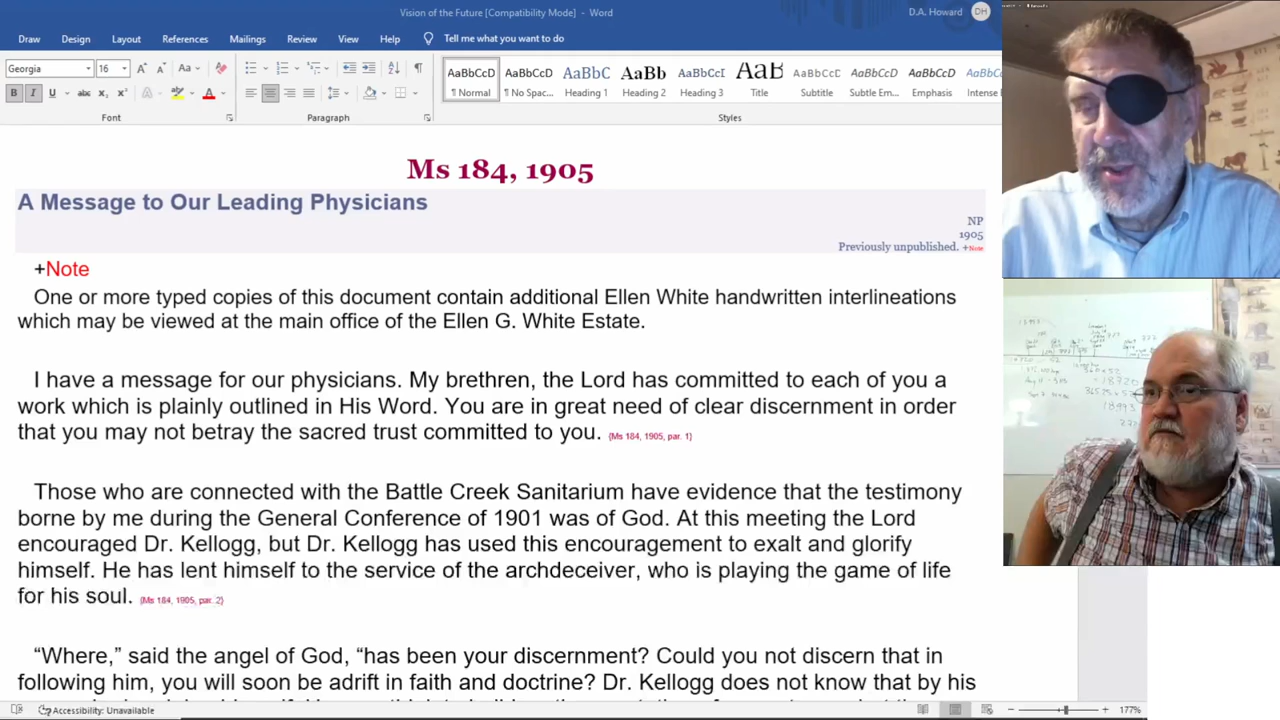 Vision of the Future [Compatibility Mode] - Word
D.A. Howard
DH
Draw Design Layout References Mailings Review View Help Tell me what you want to do
Georgia 16
AaBbCcD AaBbCcD AaBbC AaBb AaBbCcI AaB AaBbCcD AaBbCcD AaBbCcD AaBbC
B I U abc x₂ x² A A
¶ Normal ¶ No Spac... Heading 1 Heading 2 Heading 3 Title Subtitle Subtle Em... Emphasis Intense
Font Paragraph Styles
Ms 184, 1905
A Message to Our Leading Physicians
NP
1905
Previously unpublished. +Note
+Note
One or more typed copies of this document contain additional Ellen White handwritten interlineations
which may be viewed at the main office of the Ellen G. White Estate.
I have a message for our physicians. My brethren, the Lord has committed to each of you a
work which is plainly outlined in His Word. You are in great need of clear discernment in order
that you may not betray the sacred trust committed to you. {Ms 184, 1905, par. 1}
Those who are connected with the Battle Creek Sanitarium have evidence that the testimony
borne by me during the General Conference of 1901 was of God. At this meeting the Lord
encouraged Dr. Kellogg, but Dr. Kellogg has used this encouragement to exalt and glorify
himself. He has lent himself to the service of the archdeceiver, who is playing the game of life
for his soul. {Ms 184, 1905, par. 2}
“Where,” said the angel of God, “has been your discernment? Could you not discern that in
following him, you will soon be adrift in faith and doctrine? Dr. Kellogg does not know that by his
Accessibility: Unavailable
177%